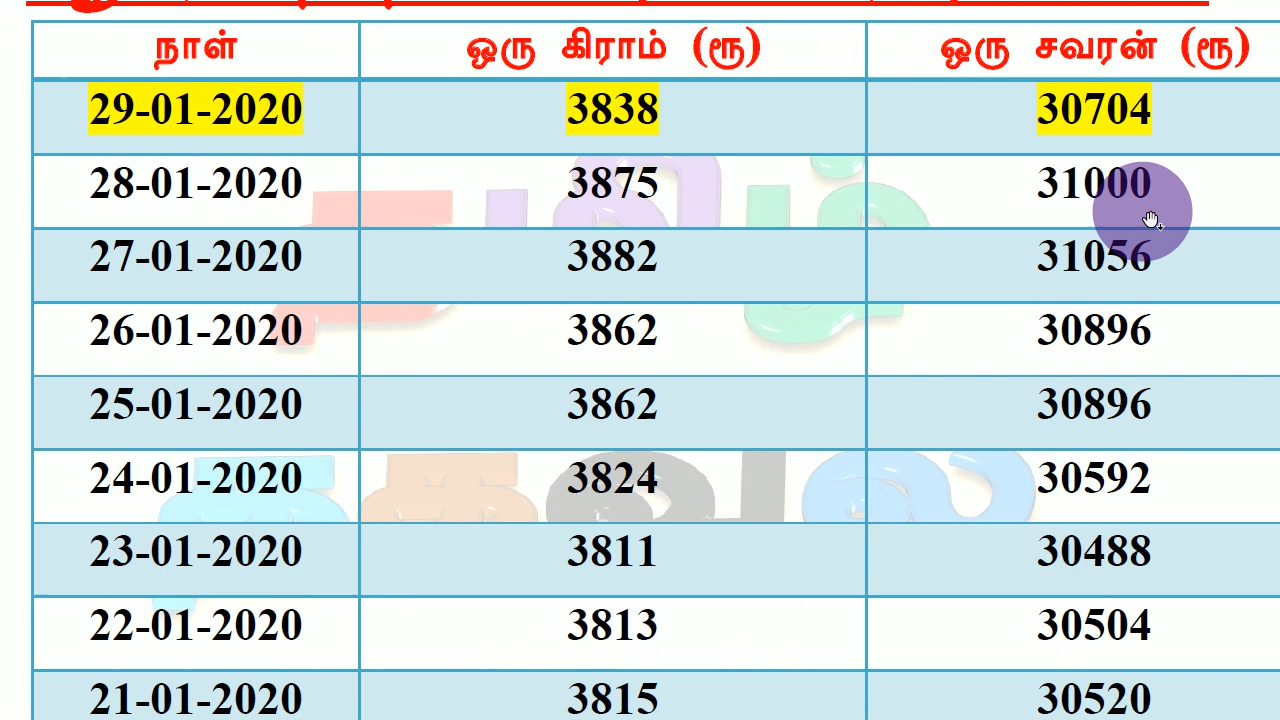 நாள் ஒரு கிராம் (ரூ) ஒரு சவரன் (ரூ)
29-01-2020 3838 30704
28-01-2020 3875 31000
27-01-2020 3882 31056
26-01-2020 3862 30896
25-01-2020 3862 30896
24-01-2020 3824 30592
23-01-2020 3811 30488
22-01-2020 3813 30504
21-01-2020 3815 30520
தமிழ்
தகவல்